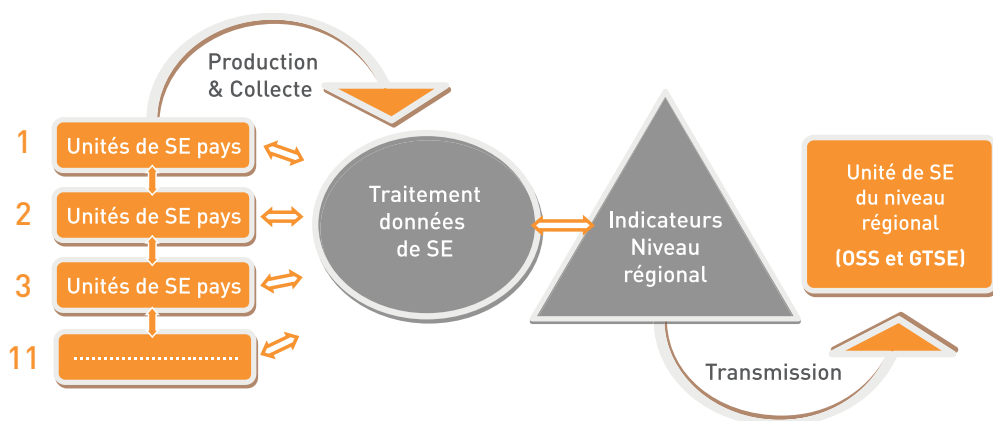 Production
& Collecte
1
Unités de SE pays
2
Unités de SE pays
3
Unités de SE pays
11
...............................................
Traitement
données
de SE
Indicateurs
Niveau
régional
Unité de SE
du niveau
régional
(OSS et GTSE)
Transmission